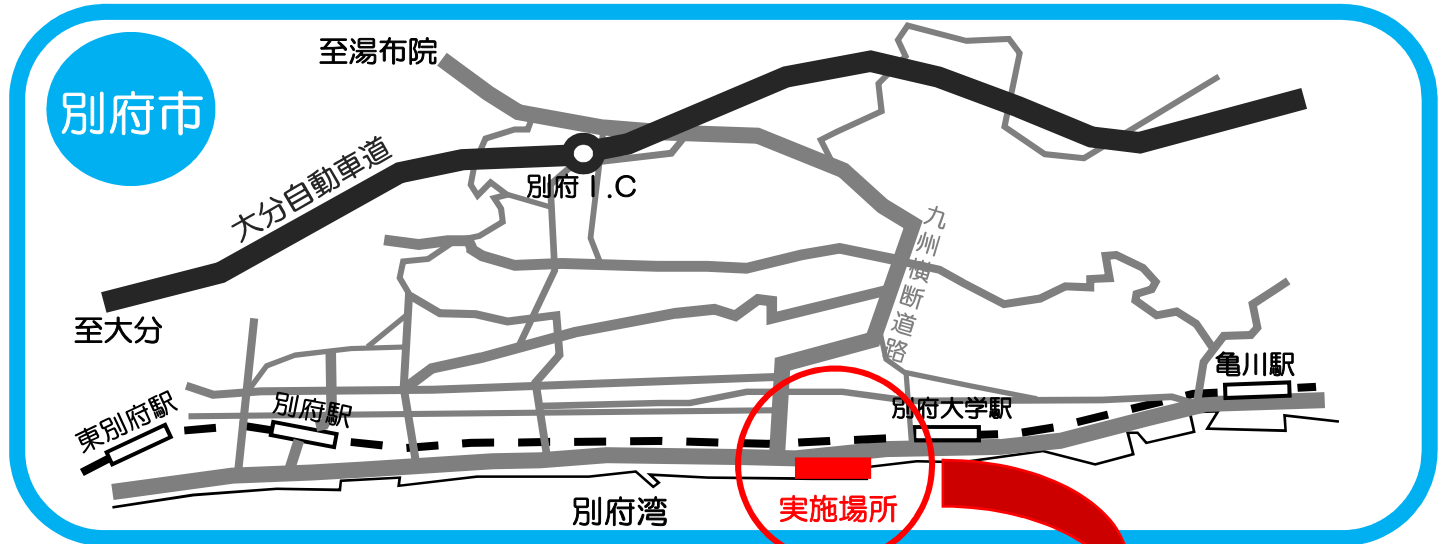 至湯布院
別府市
大分自動車道
別府I.C
九州横断道路
至大分
亀川駅
別府駅
東別府駅
別府大学駅
別府湾
実施場所